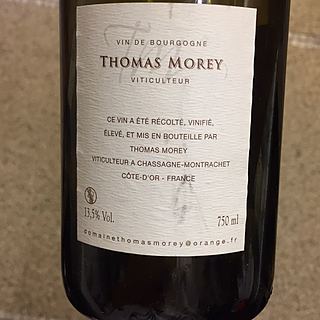 VIN DE BOURGOGNE
THOMAS MOREY
VITICULTEUR
CE VIN A ÉTÉ RÉCOLTÉ, VINIFIÉ,
ÉLEVÉ, ET MIS EN BOUTEILLE PAR
THOMAS MOREY
VITICULTEUR A CHASSAGNE-MONTRACHET
CÔTE-D'OR - FRANCE
13,5% Vol. 750 ml
domainethomasmorey@orange.fr